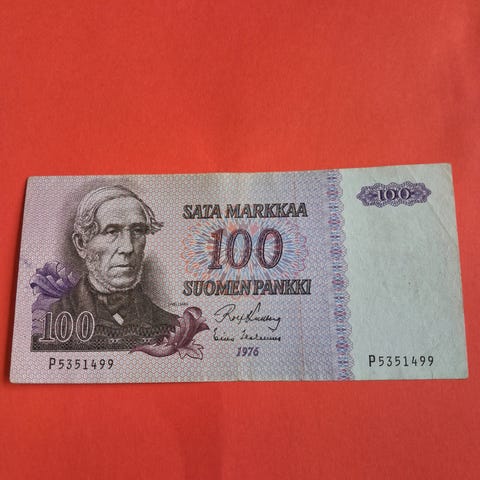 SATA MARKKAA
100
100
SUOMEN PANKKI
1976
100
P5351499
P5351499